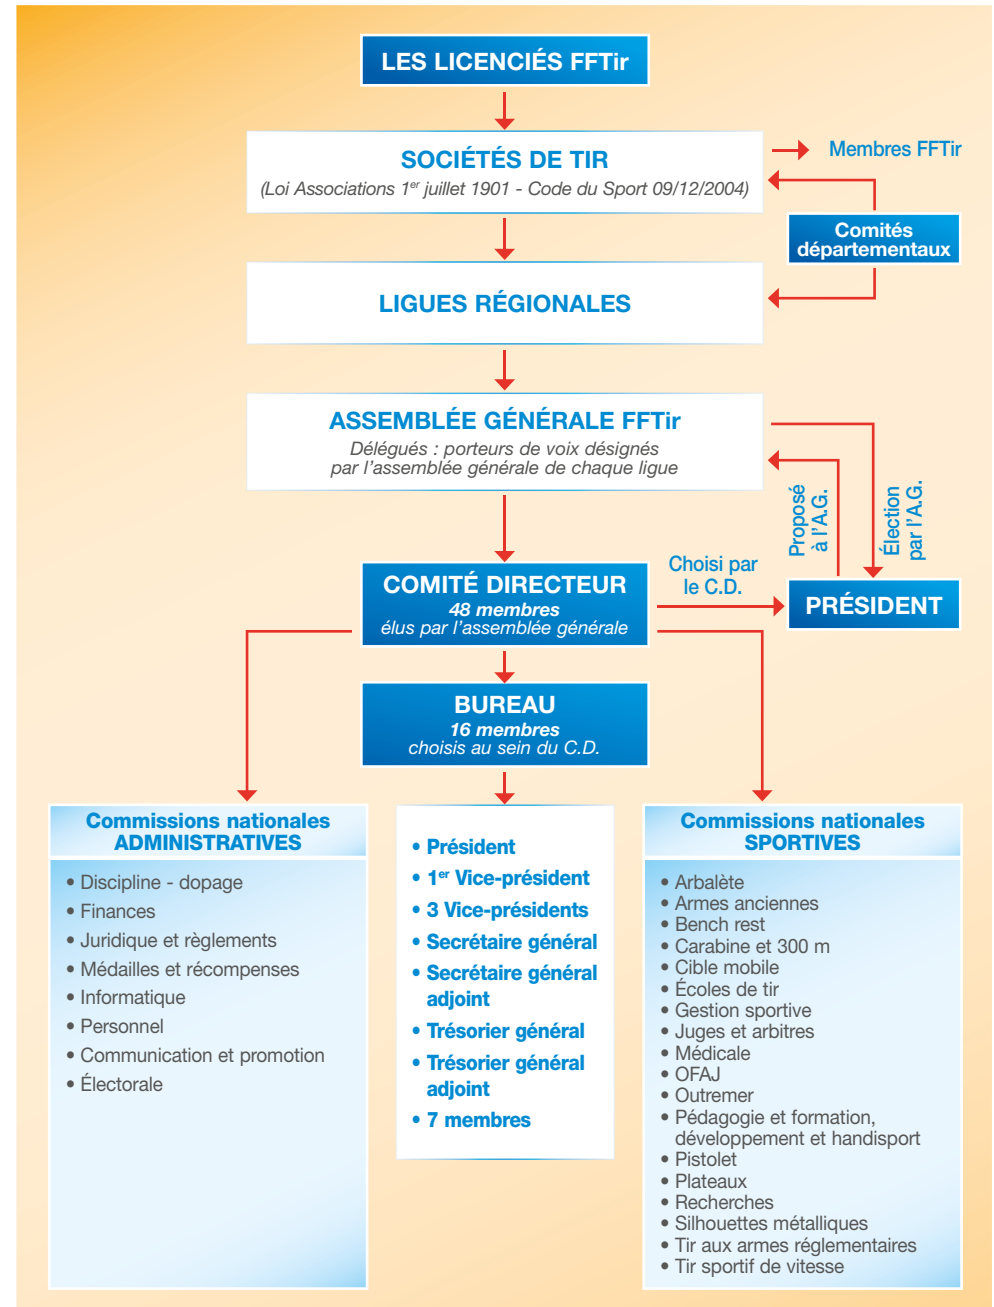 LES LICENCIÉS FFTir
SOCIÉTÉS DE TIR
(Loi Associations 1er juillet 1901 - Code du Sport 09/12/2004)
Membres FFTir
Comités
départementaux
LIGUES RÉGIONALES
ASSEMBLÉE GÉNÉRALE FFTir
Délégués : porteurs de voix désignés
par l'assemblée générale de chaque ligue
Proposé
à l'A.G.
Élection
par l'A.G.
COMITÉ DIRECTEUR
48 membres
élus par l'assemblée générale
Choisi par
le C.D.
PRÉSIDENT
BUREAU
16 membres
choisis au sein du C.D.
Commissions nationales
ADMINISTRATIVES
• Discipline - dopage
• Finances
• Juridique et règlements
• Médailles et récompenses
• Informatique
• Personnel
• Communication et promotion
• Électorale
• Président
• 1er Vice-président
• 3 Vice-présidents
• Secrétaire général
• Secrétaire général
adjoint
• Trésorier général
• Trésorier général
adjoint
• 7 membres
Commissions nationales
SPORTIVES
• Arbalète
• Armes anciennes
• Bench rest
• Carabine et 300 m
• Cible mobile
• Écoles de tir
• Gestion sportive
• Juges et arbitres
• Médicale
• OFAJ
• Outremer
• Pédagogie et formation,
développement et handisport
• Pistolet
• Plateaux
• Recherches
• Silhouettes métalliques
• Tir aux armes réglementaires
• Tir sportif de vitesse